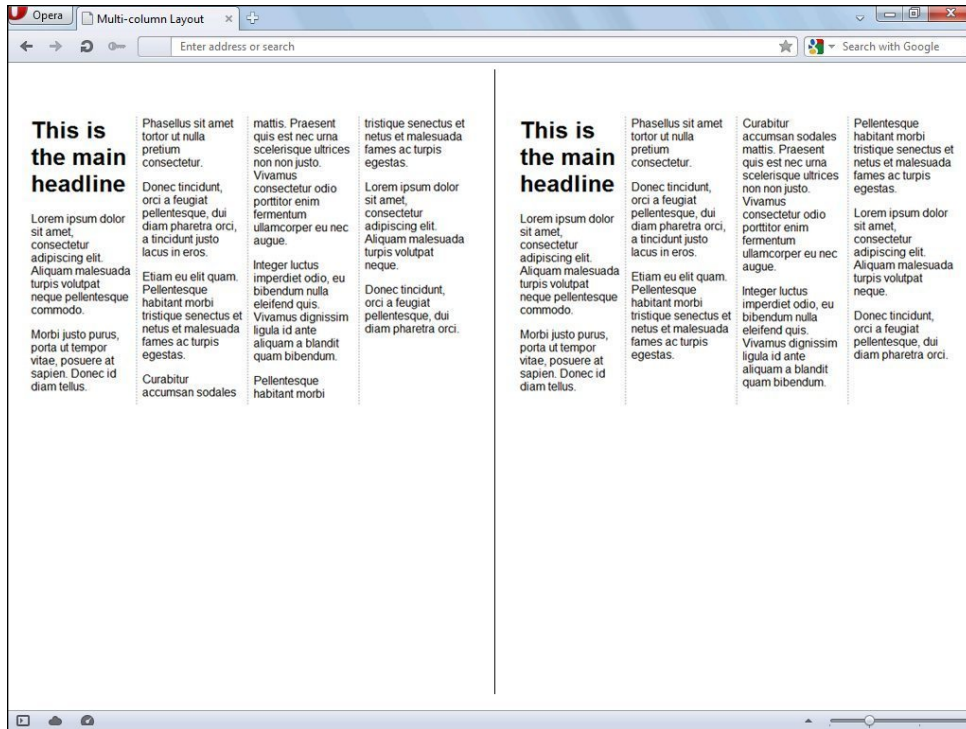 Opera
Multi-column Layout
Enter address or search
Search with Google
This is
the main
headline
Lorem ipsum dolor
sit amet,
consectetur
adipiscing elit.
Aliquam malesuada
turpis volutpat
neque pellentesque
commodo.
Morbi justo purus,
porta ut tempor
vitae, posuere at
sapien. Donec id
diam tellus.
Phasellus sit amet
tortor ut nulla
pretium
consectetur.
Donec tincidunt,
orci a feugiat
pellentesque, dui
diam pharetra orci,
a tincidunt justo
lacus in eros.
Etiam eu elit quam.
Pellentesque
habitant morbi
tristique senectus et
netus et malesuada
fames ac turpis
egestas.
Curabitur
accumsan sodales
mattis. Praesent
quis est nec urna
scelerisque ultrices
non non justo.
Vivamus
consectetur odio
porttitor enim
fermentum
ullamcorper eu nec
augue.
Integer luctus
imperdiet odio, eu
bibendum nulla
eleifend quis.
Vivamus dignissim
ligula id ante
aliquam a blandit
quam bibendum.
Pellentesque
habitant morbi
tristique senectus et
netus et malesuada
fames ac turpis
egestas.
Lorem ipsum dolor
sit amet,
consectetur
adipiscing elit.
Aliquam malesuada
turpis volutpat
neque.
Donec tincidunt,
orci a feugiat
pellentesque, dui
diam pharetra orci.
This is
the main
headline
Lorem ipsum dolor
sit amet,
consectetur
adipiscing elit.
Aliquam malesuada
turpis volutpat
neque pellentesque
commodo.
Morbi justo purus,
porta ut tempor
vitae, posuere at
sapien. Donec id
diam tellus.
Phasellus sit amet
tortor ut nulla
pretium
consectetur.
Donec tincidunt,
orci a feugiat
pellentesque, dui
diam pharetra orci,
a tincidunt justo
lacus in eros.
Etiam eu elit quam.
Pellentesque
habitant morbi
tristique senectus et
netus et malesuada
fames ac turpis
egestas.
Curabitur
accumsan sodales
mattis. Praesent
quis est nec urna
scelerisque ultrices
non non justo.
Vivamus
consectetur odio
porttitor enim
fermentum
ullamcorper eu nec
augue.
Integer luctus
imperdiet odio, eu
bibendum nulla
eleifend quis.
Vivamus dignissim
ligula id ante
aliquam a blandit
quam bibendum.
Pellentesque
habitant morbi
tristique senectus et
netus et malesuada
fames ac turpis
egestas.
Lorem ipsum dolor
sit amet,
consectetur
adipiscing elit.
Aliquam malesuada
turpis volutpat
neque.
Donec tincidunt,
orci a feugiat
pellentesque, dui
diam pharetra orci.